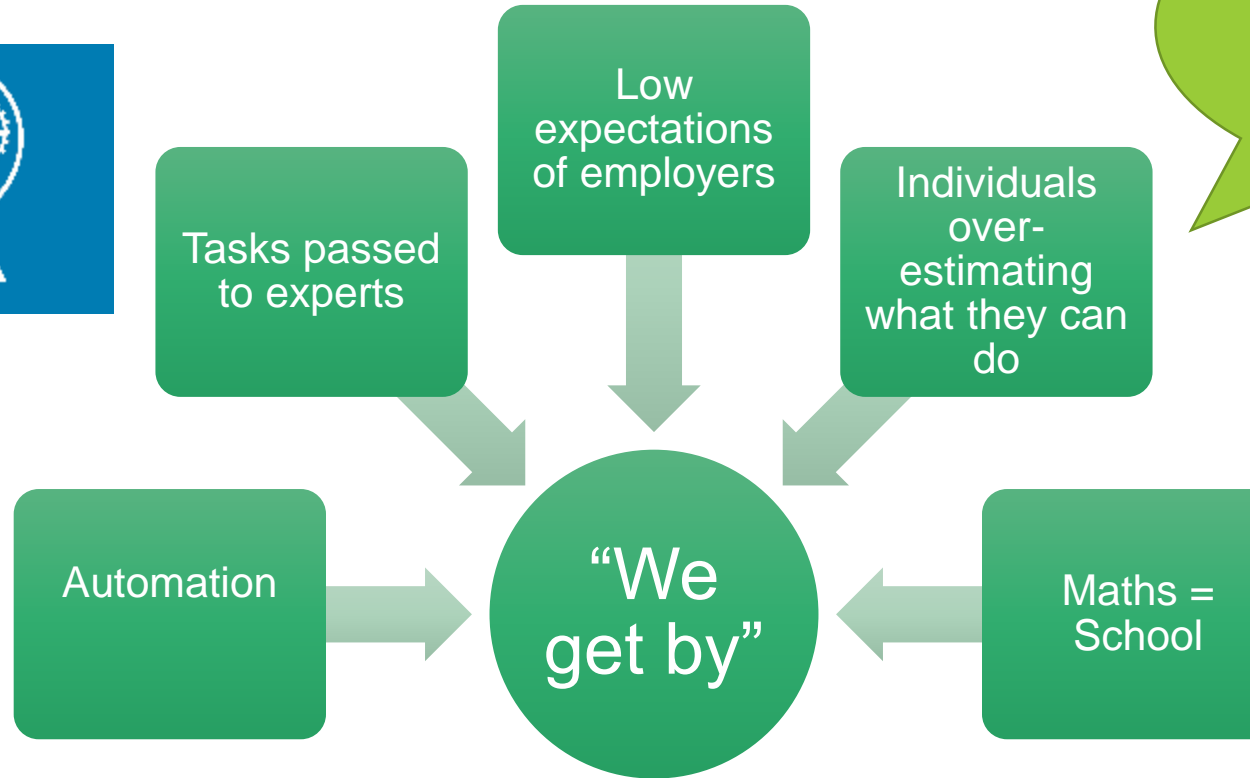 Low
expectations
of employers
Tasks passed
to experts
Individuals
over-
estimating
what they can
do
Automation
“We
get by”
Maths =
School